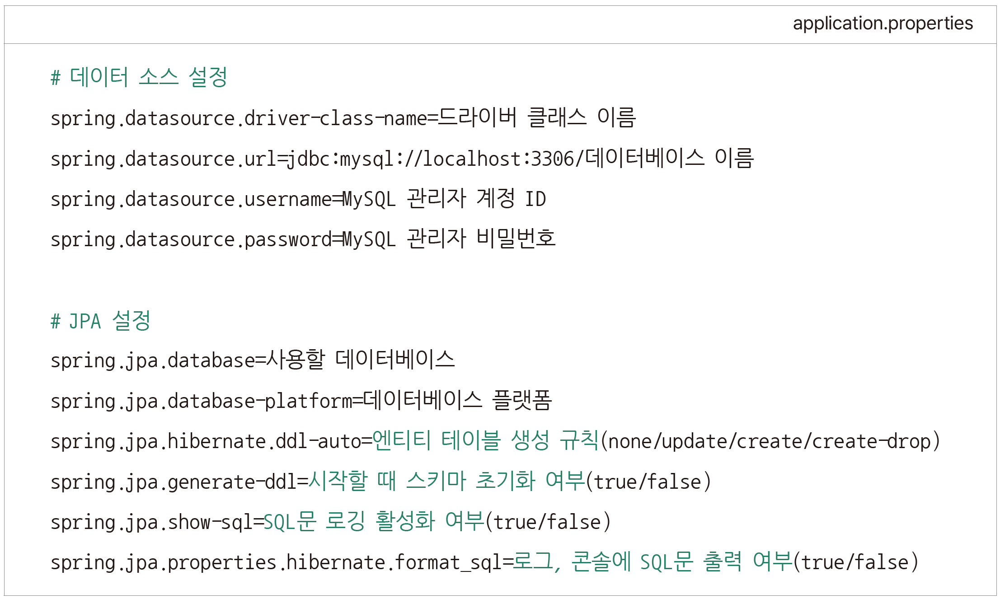 application.properties
# 데이터 소스 설정
spring.datasource.driver-class-name=드라이버 클래스 이름
spring.datasource.url=jdbc:mysql://localhost:3306/데이터베이스 이름
spring.datasource.username=MySQL 관리자 계정 ID
spring.datasource.password=MySQL 관리자 비밀번호
# JPA 설정
spring.jpa.database=사용할 데이터베이스
spring.jpa.database-platform=데이터베이스 플랫폼
spring.jpa.hibernate.ddl-auto=엔티티 테이블 생성 규칙(none/update/create/create-drop)
spring.jpa.generate-ddl=시작할 때 스키마 초기화 여부(true/false)
spring.jpa.show-sql=SQL문 로깅 활성화 여부(true/false)
spring.jpa.properties.hibernate.format_sql=로그, 콘솔에 SQL문 출력 여부(true/false)